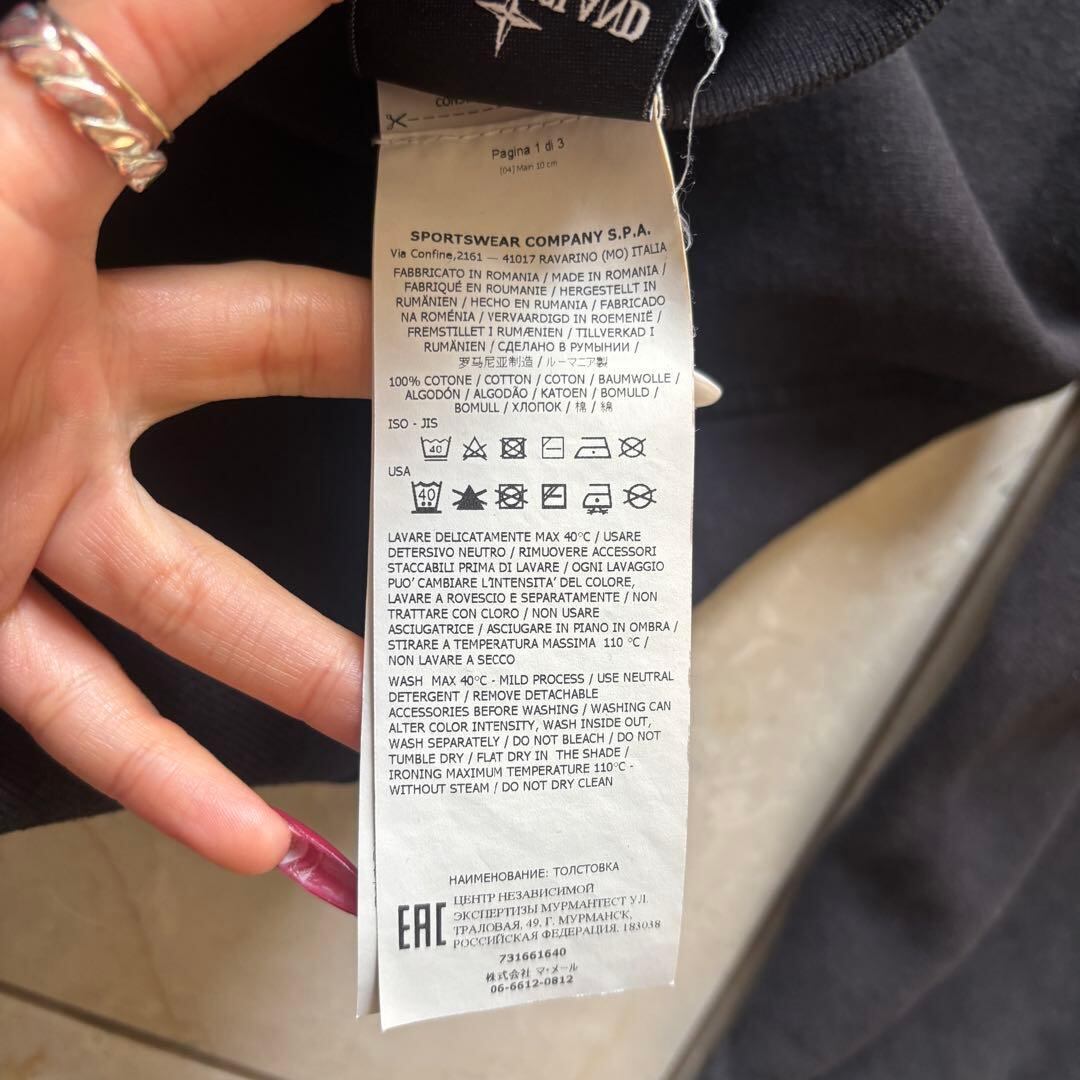 Pagina 1 di 3
[04] Main 10 cm
SPORTSWEAR COMPANY S.P.A.
Via Confine,2161 — 41017 RAVARINO (MO) ITALIA
FABBRICATO IN ROMANIA / MADE IN ROMANIA /
FABRIQUÉ EN ROUMANIE / HERGESTELLT IN
RUMÄNIEN / HECHO EN RUMANIA / FABRICADO
NA ROMÉNIA / VERVAARDIGD IN ROEMENIË /
FREMSTILLET I RUMÆNIEN / TILLVERKAD I
RUMÄNIEN / СДЕЛАНО В РУМЫНИИ /
罗马尼亚制造 / ルーマニア製
100% COTONE / COTTON / COTON / BAUMWOLLE /
ALGODÓN / ALGODÃO / KATOEN / BOMULD /
BOMULL / ХЛОПОК / 棉 / 綿
ISO - JIS
40
USA
40
LAVARE DELICATAMENTE MAX 40°C / USARE
DETERSIVO NEUTRO / RIMUOVERE ACCESSORI
STACCABILI PRIMA DI LAVARE / OGNI LAVAGGIO
PUO' CAMBIARE L'INTENSITA' DEL COLORE,
LAVARE A ROVESCIO E SEPARATAMENTE / NON
TRATTARE CON CLORO / NON USARE
ASCIUGATRICE / ASCIUGARE IN PIANO IN OMBRA /
STIRARE A TEMPERATURA MASSIMA 110 °C /
NON LAVARE A SECCO
WASH MAX 40°C - MILD PROCESS / USE NEUTRAL
DETERGENT / REMOVE DETACHABLE
ACCESSORIES BEFORE WASHING / WASHING CAN
ALTER COLOR INTENSITY, WASH INSIDE OUT,
WASH SEPARATELY / DO NOT BLEACH / DO NOT
TUMBLE DRY / FLAT DRY IN THE SHADE /
IRONING MAXIMUM TEMPERATURE 110°C -
WITHOUT STEAM / DO NOT DRY CLEAN
НАИМЕНОВАНИЕ: ТОЛСТОВКА
EAC
ЦЕНТР НЕЗАВИСИМОЙ
ЭКСПЕРТИЗЫ МУРМАНТЕСТ УЛ.
ТРАЛОВАЯ, 49, Г. МУРМАНСК,
РОССИЙСКАЯ ФЕДЕРАЦИЯ, 183038
731661640
株式会社 マ・メール
06-6612-0812